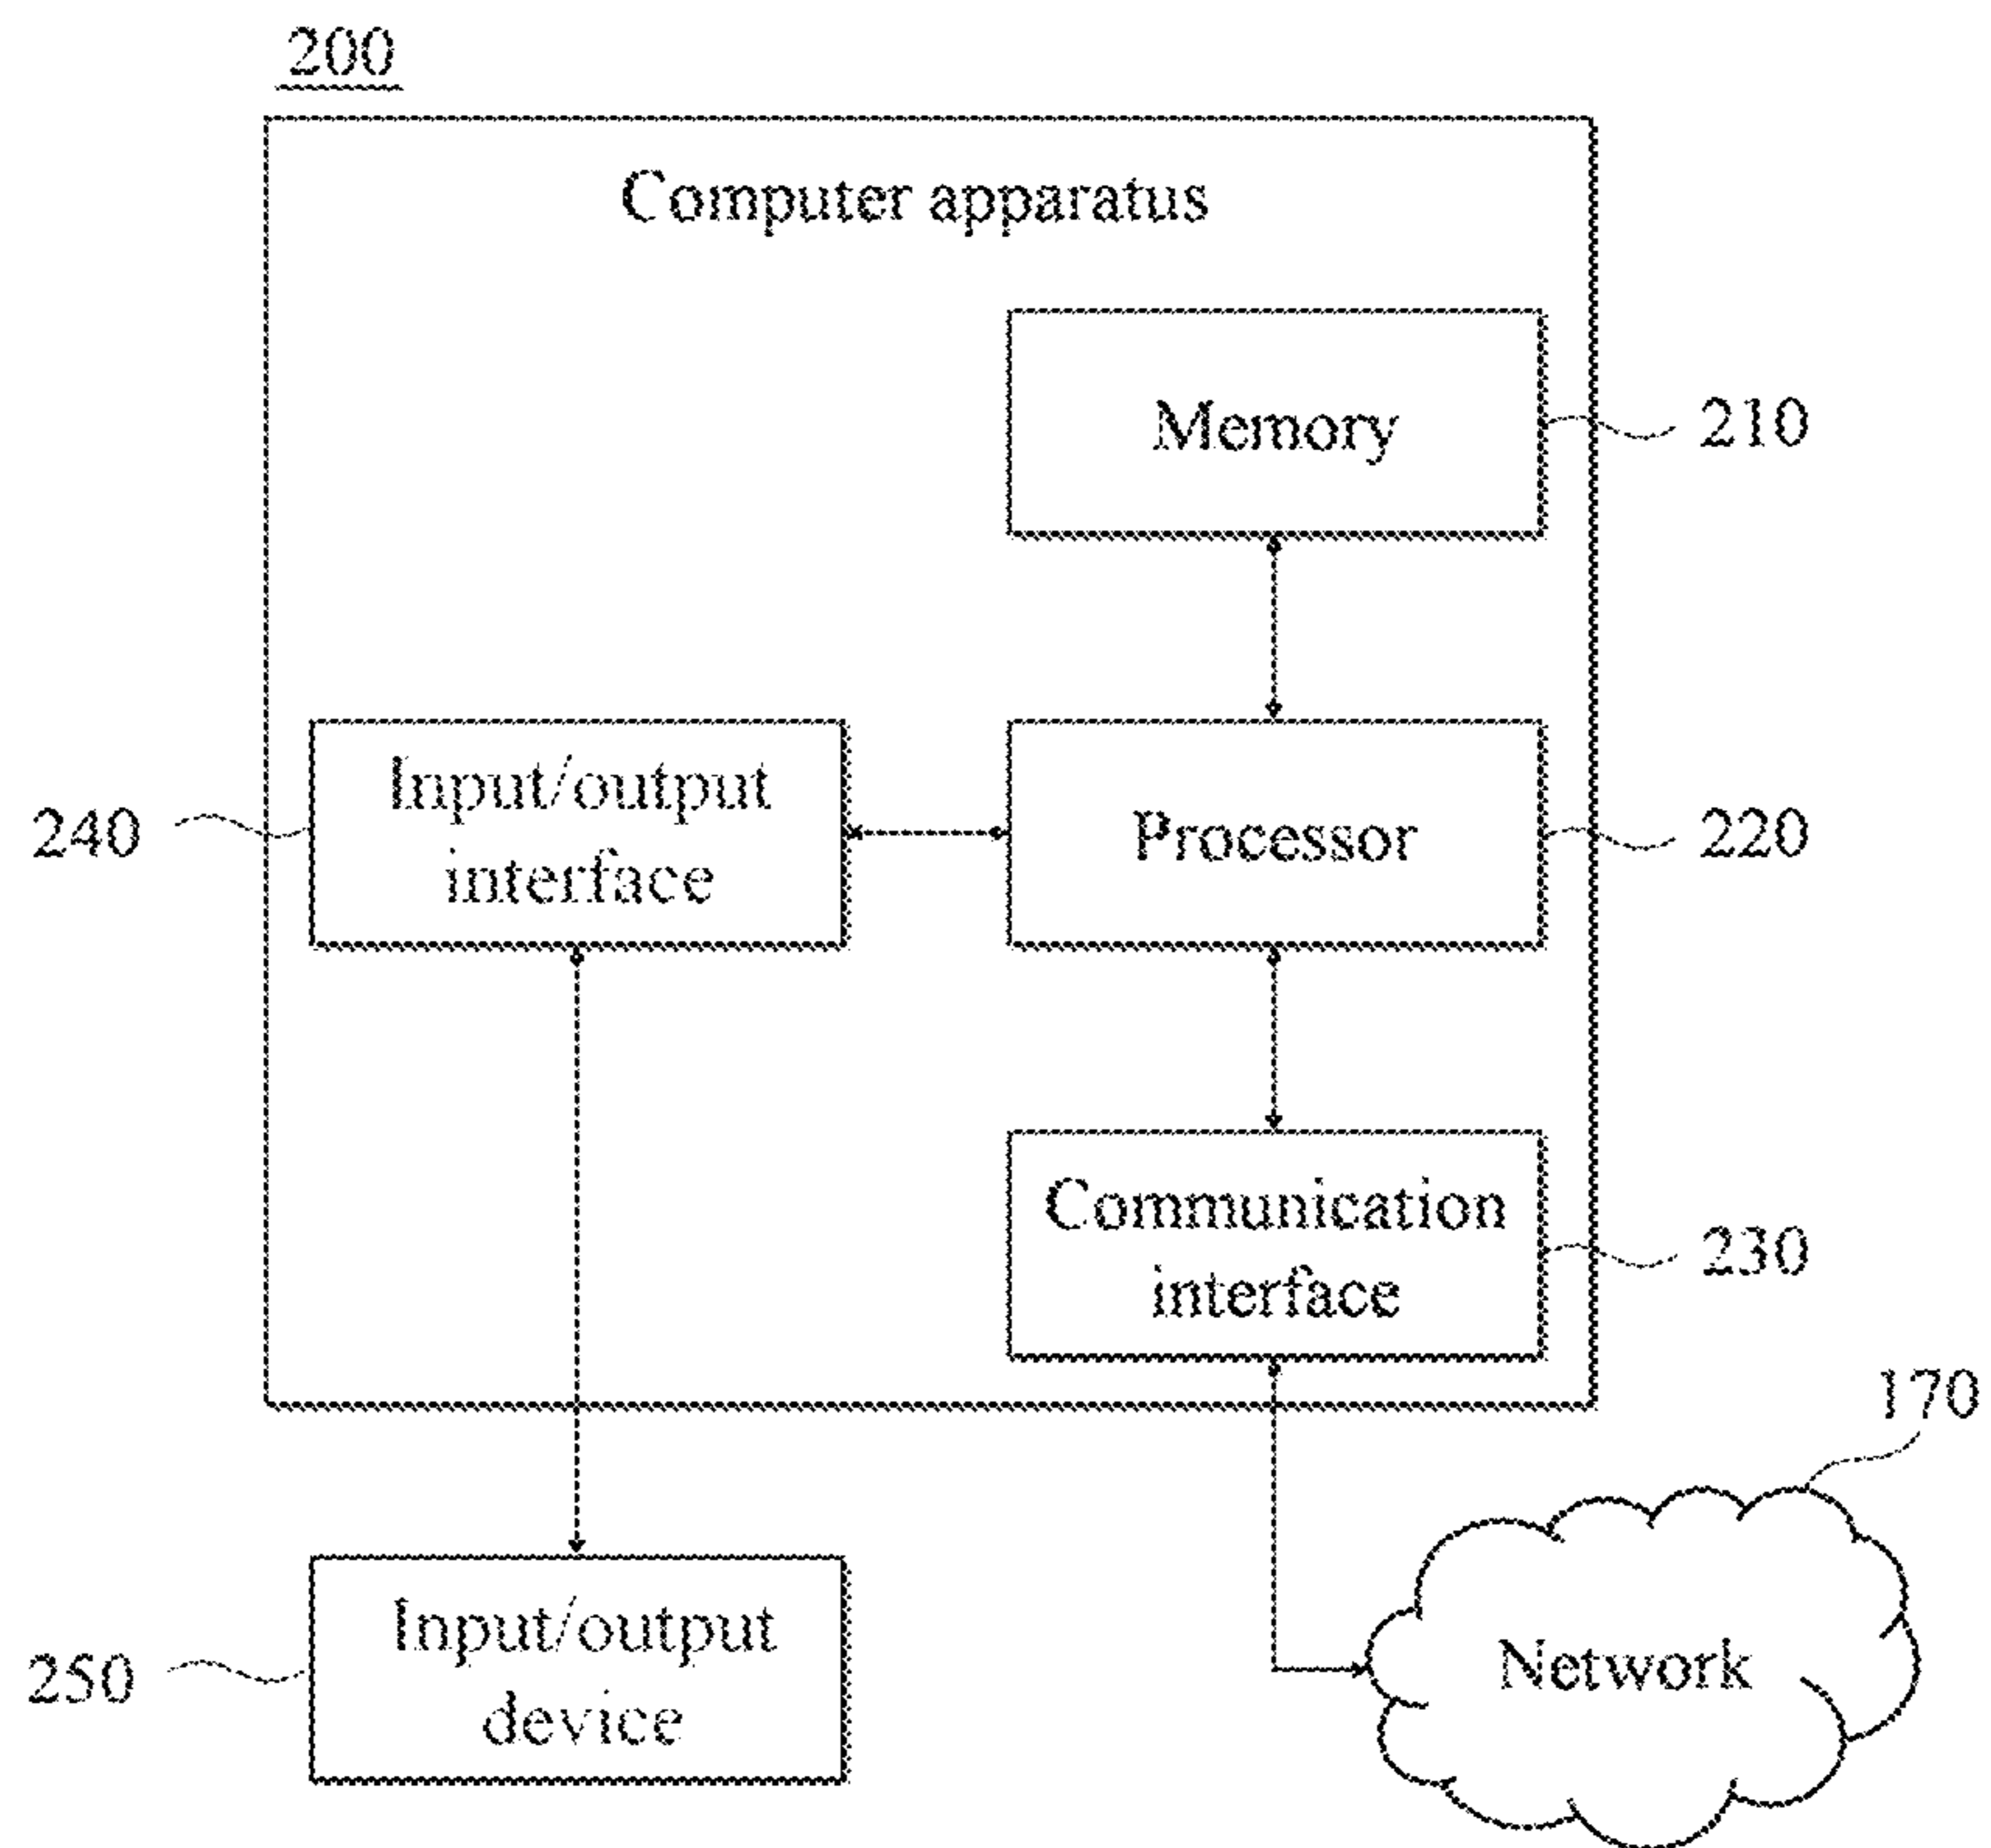 200
Computer apparatus
Memory
210
Input/output
interface
240
Processor
220
Communication
interface
230
170
Input/output
device
250
Network